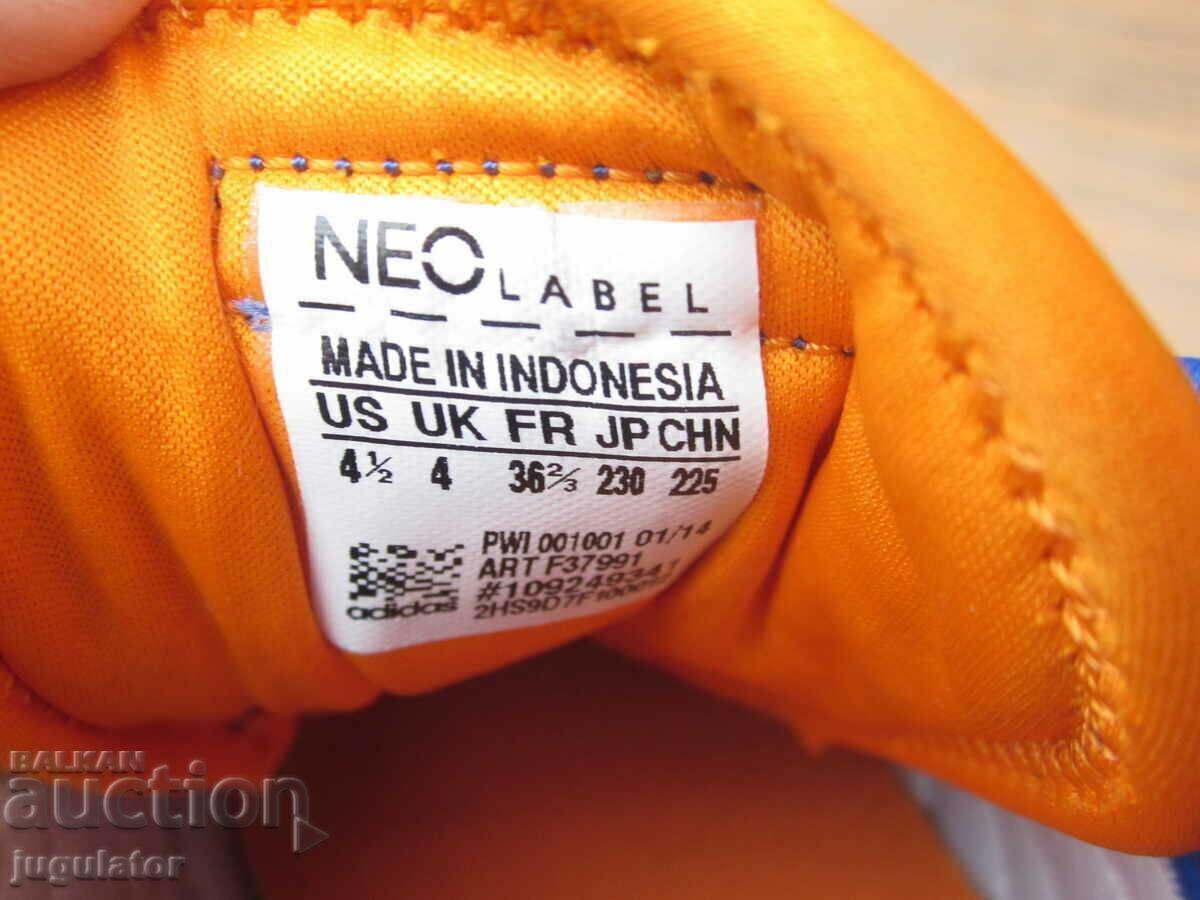 NEO LABEL
MADE IN INDONESIA
US UK FR JP CHN
4½ 4 36⅔ 230 225
PWI 001001 01/14
ART F37991
adidas
BALKAN
auction
jugulator